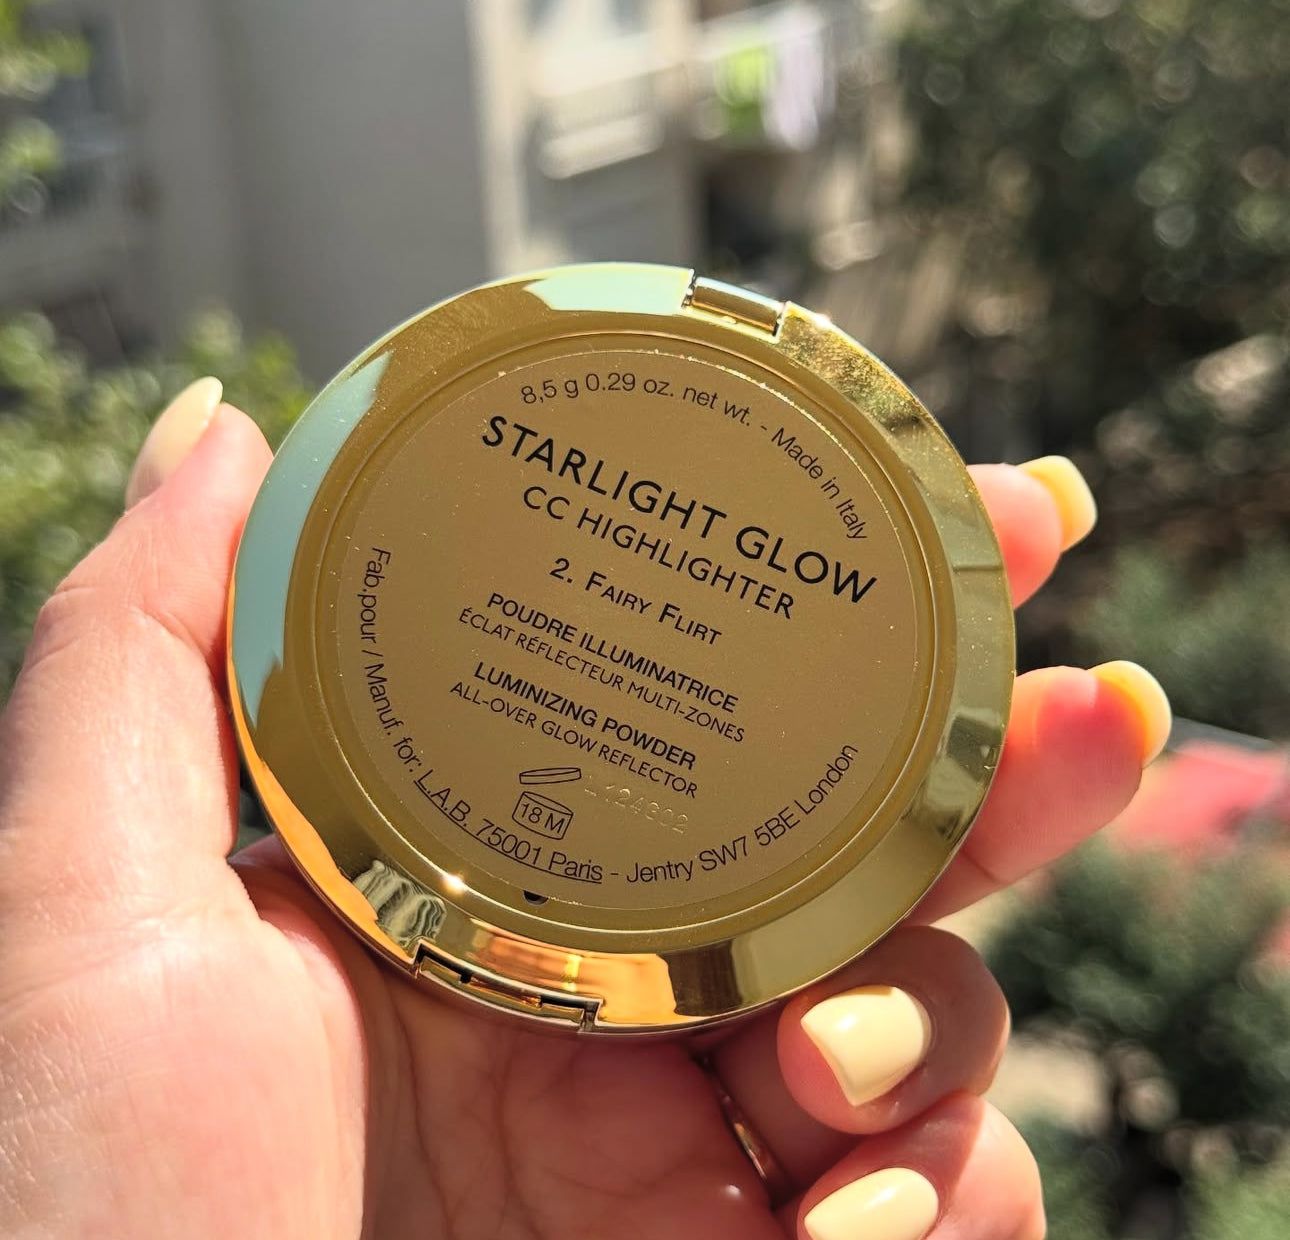 8,5 g 0.29 oz. net wt. - Made in Italy
STARLIGHT GLOW
CC HIGHLIGHTER
2. FAIRY FLIRT
POUDRE ILLUMINATRICE
ÉCLAT RÉFLECTEUR MULTI-ZONES
LUMINIZING POWDER
ALL-OVER GLOW REFLECTOR
18 M
Fab.pour / Manuf. for: L.A.B. 75001 Paris - Jentry SW7 5BE London